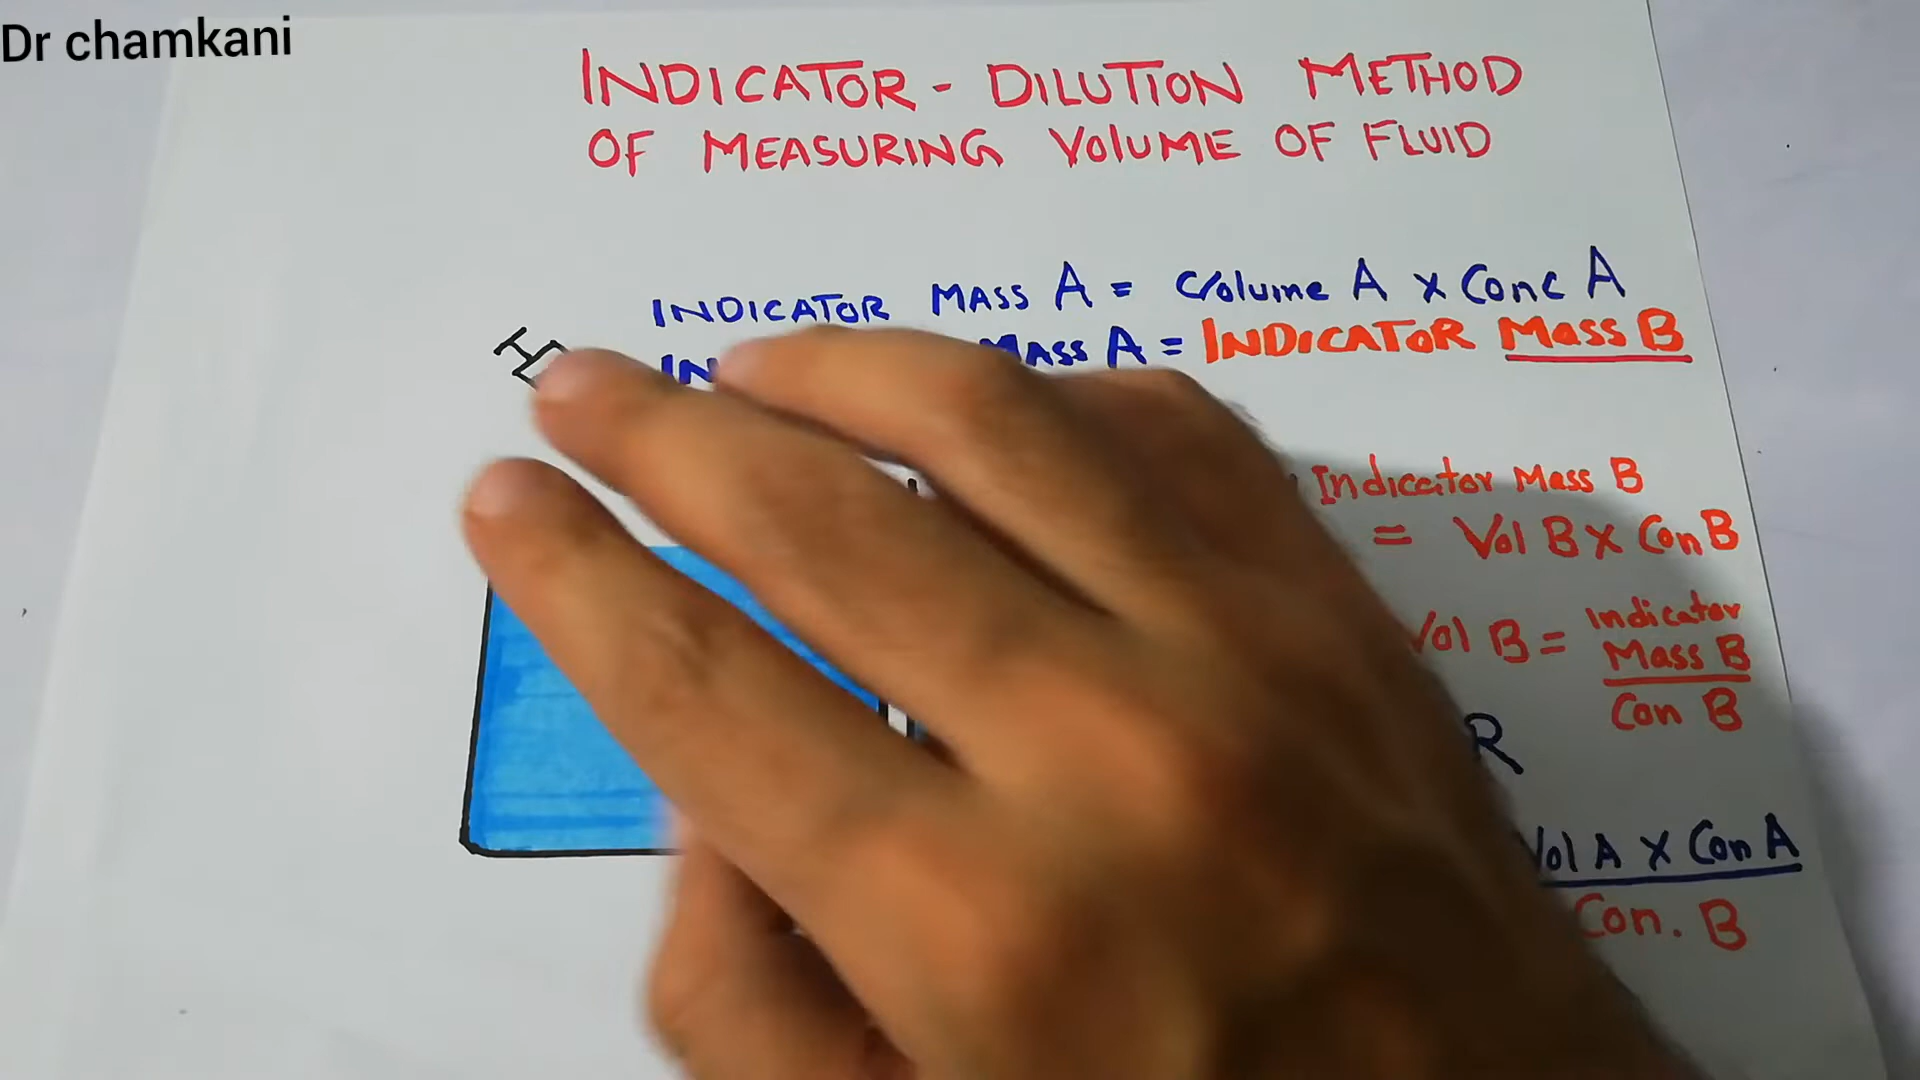 Dr chamkani
INDICATOR - DILUTION METHOD
OF MEASURING VOLUME OF FLUID
INDICATOR MASS A = Volume A x Conc A
MASS A = INDICATOR Mass B
Indicator Mass B
= Vol B x Con B
Vol B = Indicator
Mass B
Con B
R
Vol A x Con A
Con. B